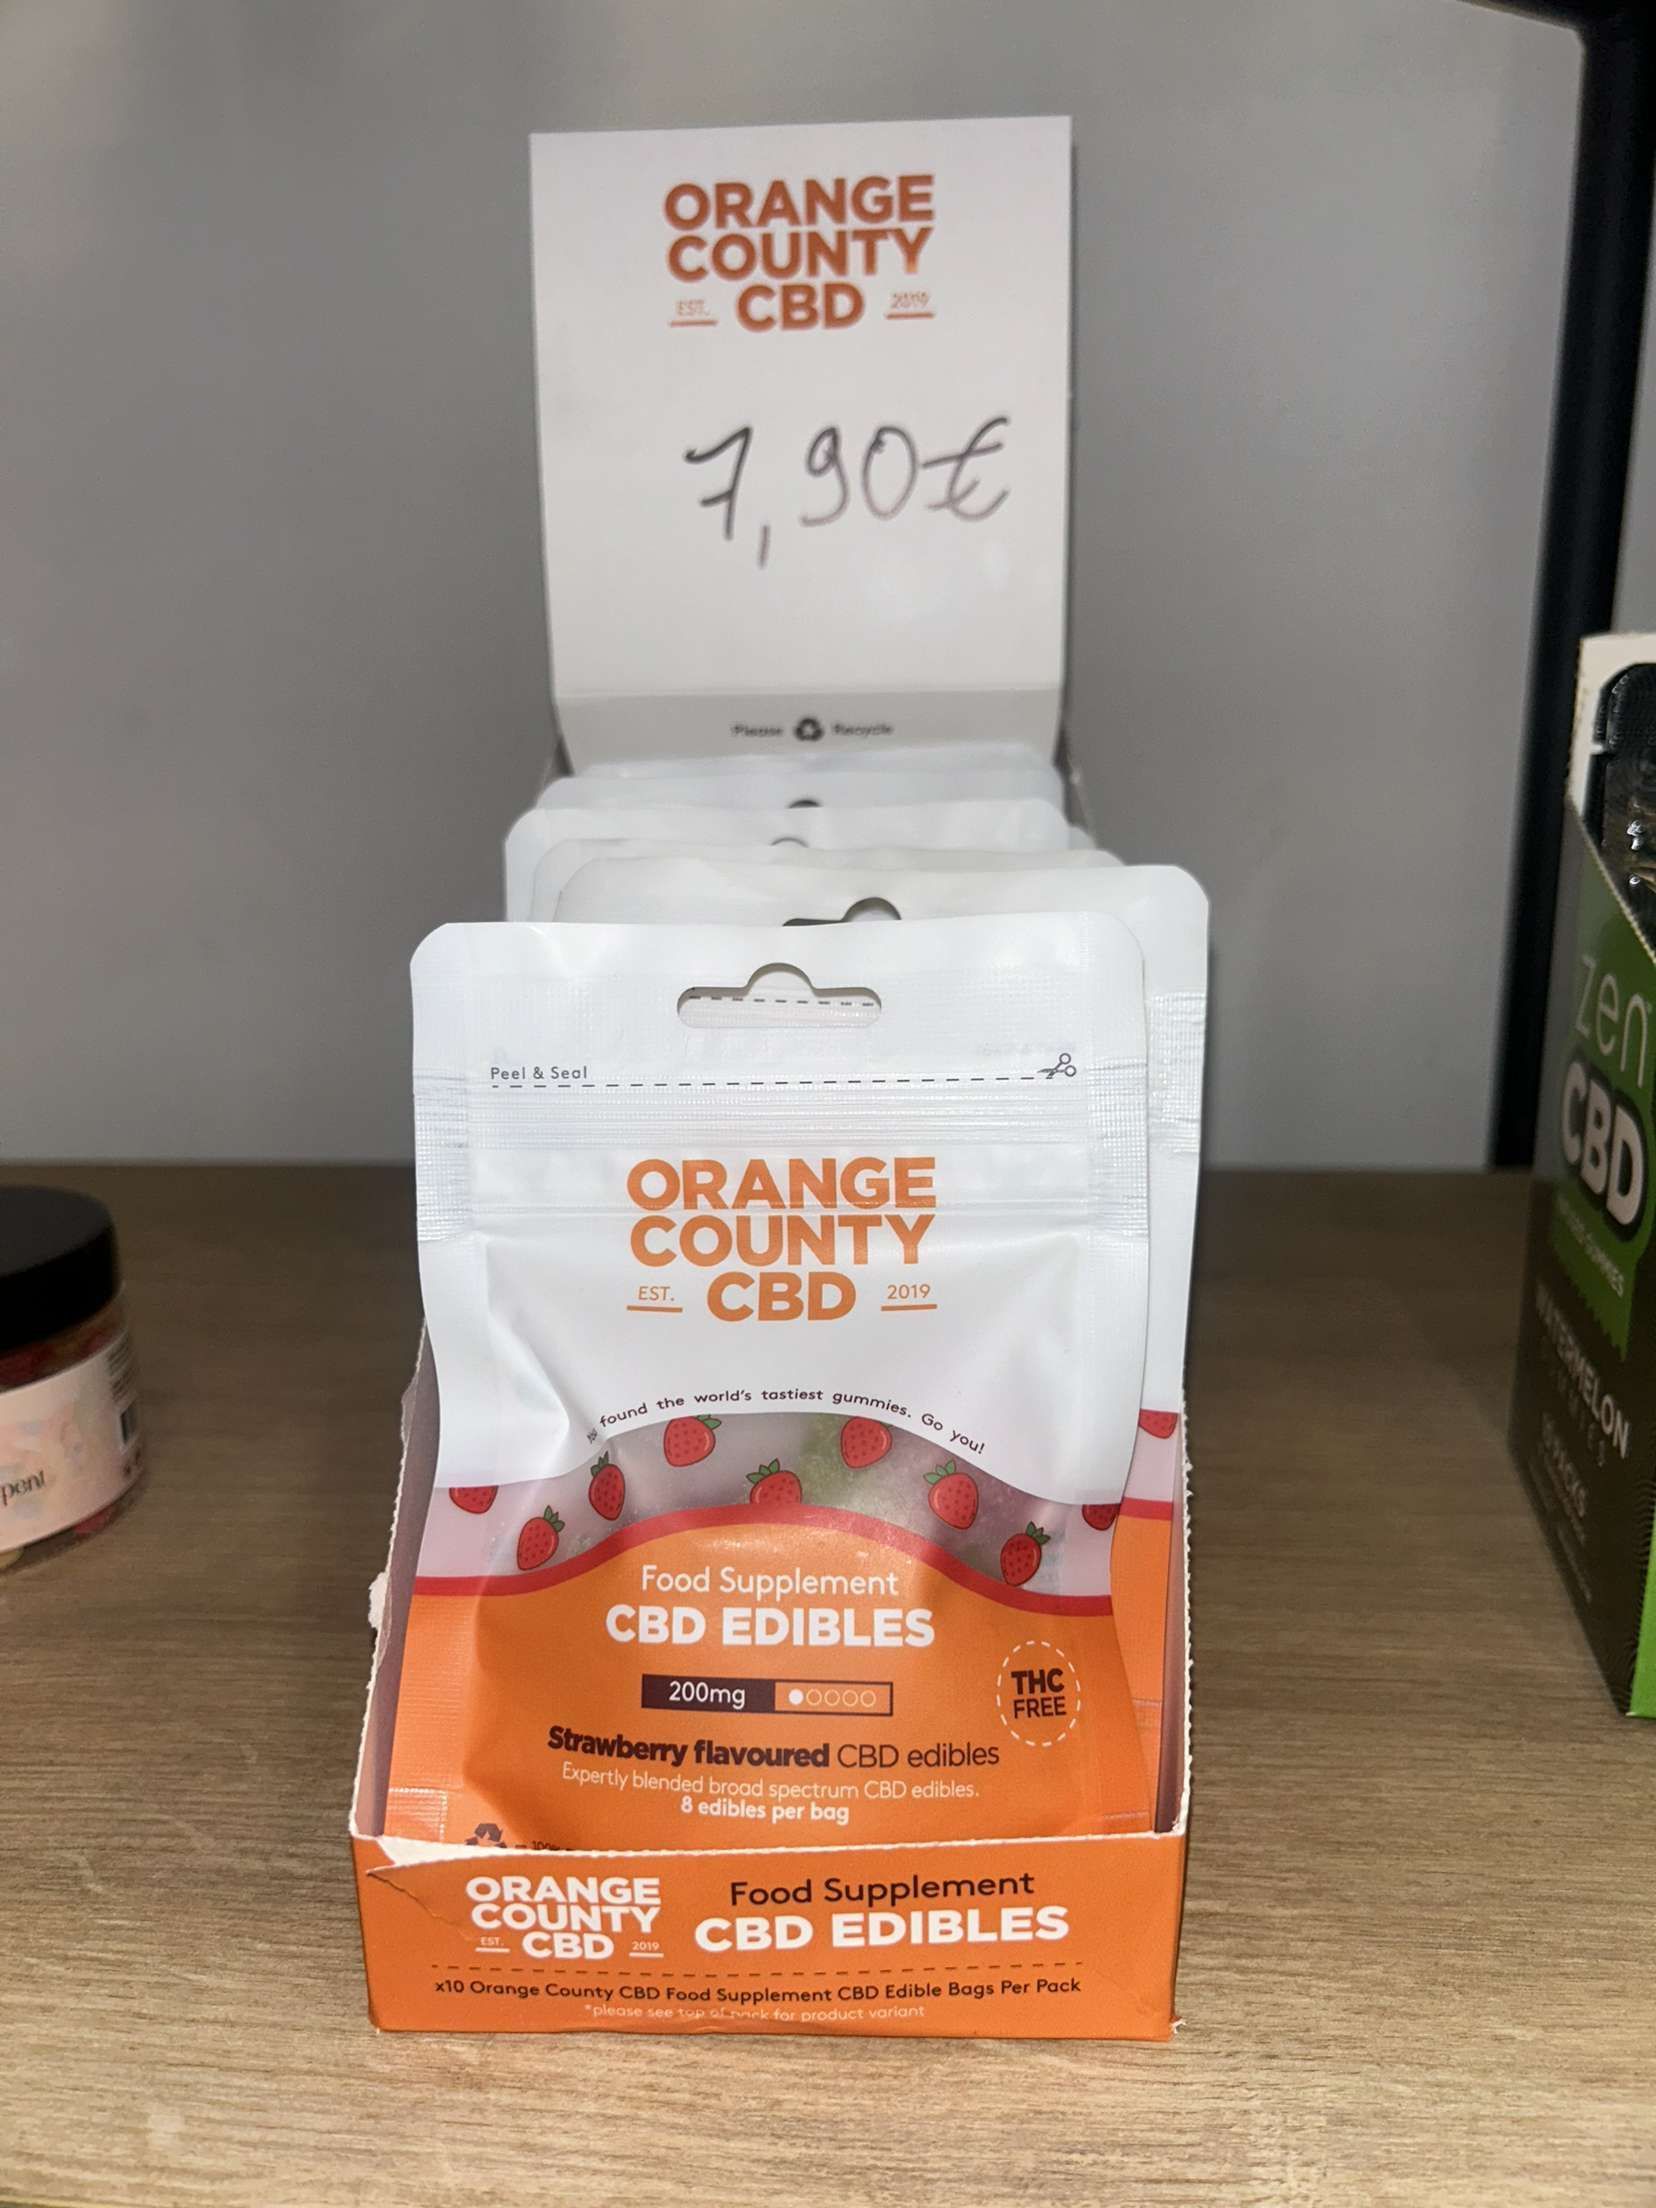 ORANGE
COUNTY
EST. CBD 2019
7,90€
Please Recycle
Peel & Seal
ORANGE
COUNTY
EST. CBD 2019
found the world's tastiest gummies. Go you!
Food Supplement
CBD EDIBLES
200mg
THC
FREE
Strawberry flavoured CBD edibles
Expertly blended broad spectrum CBD edibles.
8 edibles per bag
ORANGE
COUNTY
EST. CBD 2019
Food Supplement
CBD EDIBLES
x10 Orange County CBD Food Supplement CBD Edible Bags Per Pack
*please see top of pack for product variant
zen
CBD
WATERMELON